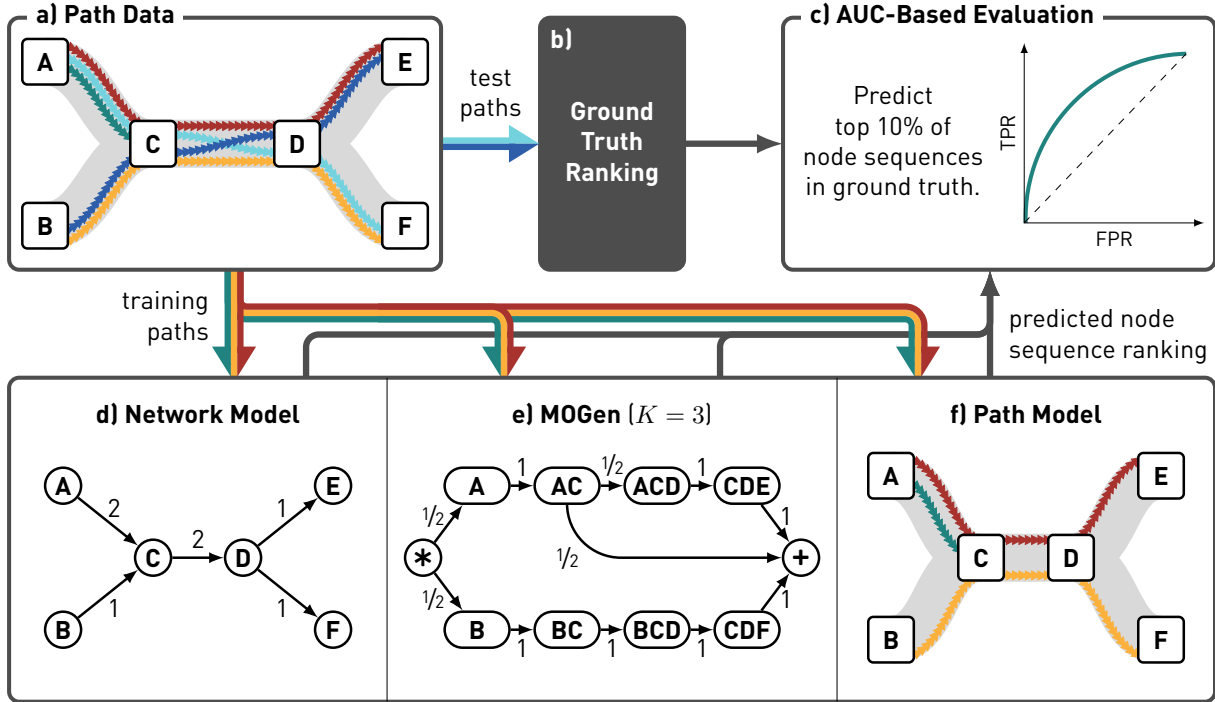 a) Path Data
A
B
C
D
E
F
test
paths
b)
Ground
Truth
Ranking
c) AUC-Based Evaluation
Predict
top 10% of
node sequences
in ground truth.
TPR
FPR
training
paths
predicted node
sequence ranking
d) Network Model
A
B
C
D
E
F
2
1
2
1
1
e) MOGen (K = 3)
*
1/2
A
1
AC
1/2
ACD
1
CDE
1
1/2
+
1/2
B
1
BC
1
BCD
1
CDF
1
f) Path Model
A
B
C
D
E
F